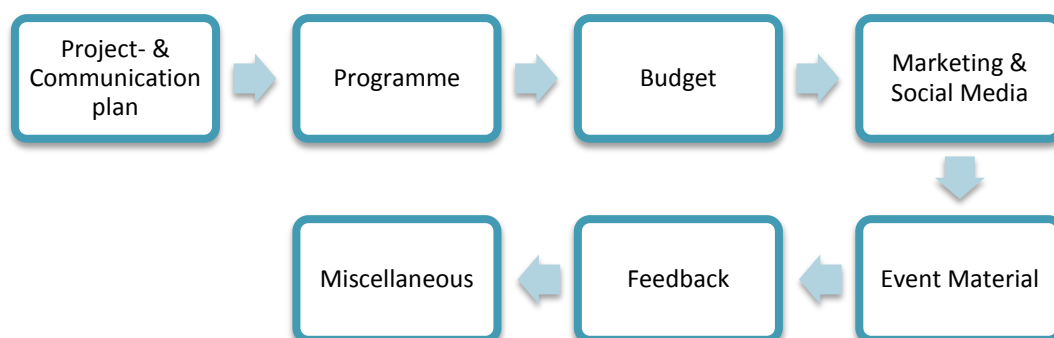 Project- &
Communication
plan
Programme
Budget
Marketing &
Social Media
Event Material
Feedback
Miscellaneous